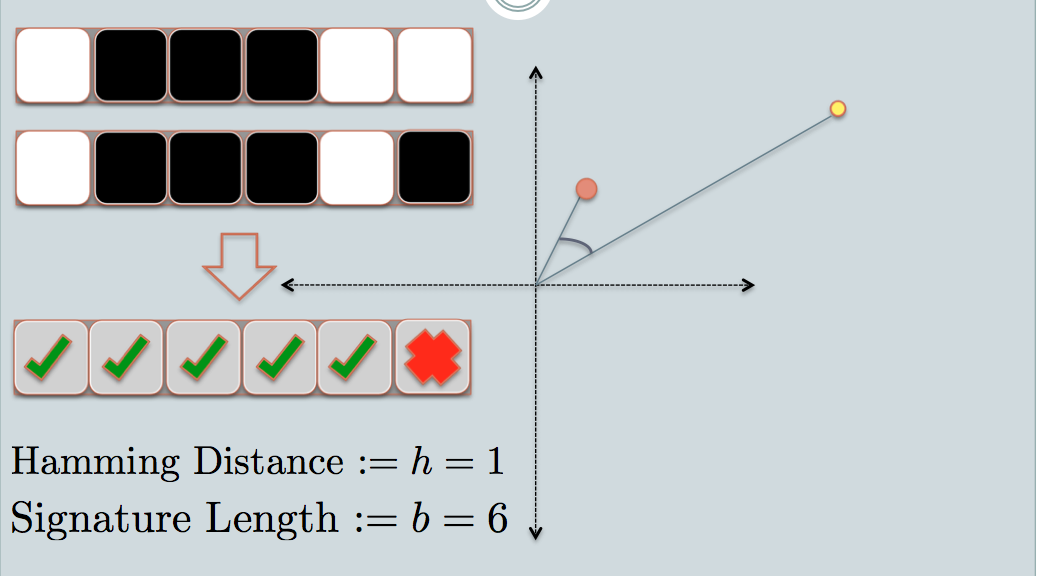 Hamming Distance := h = 1
Signature Length := b = 6